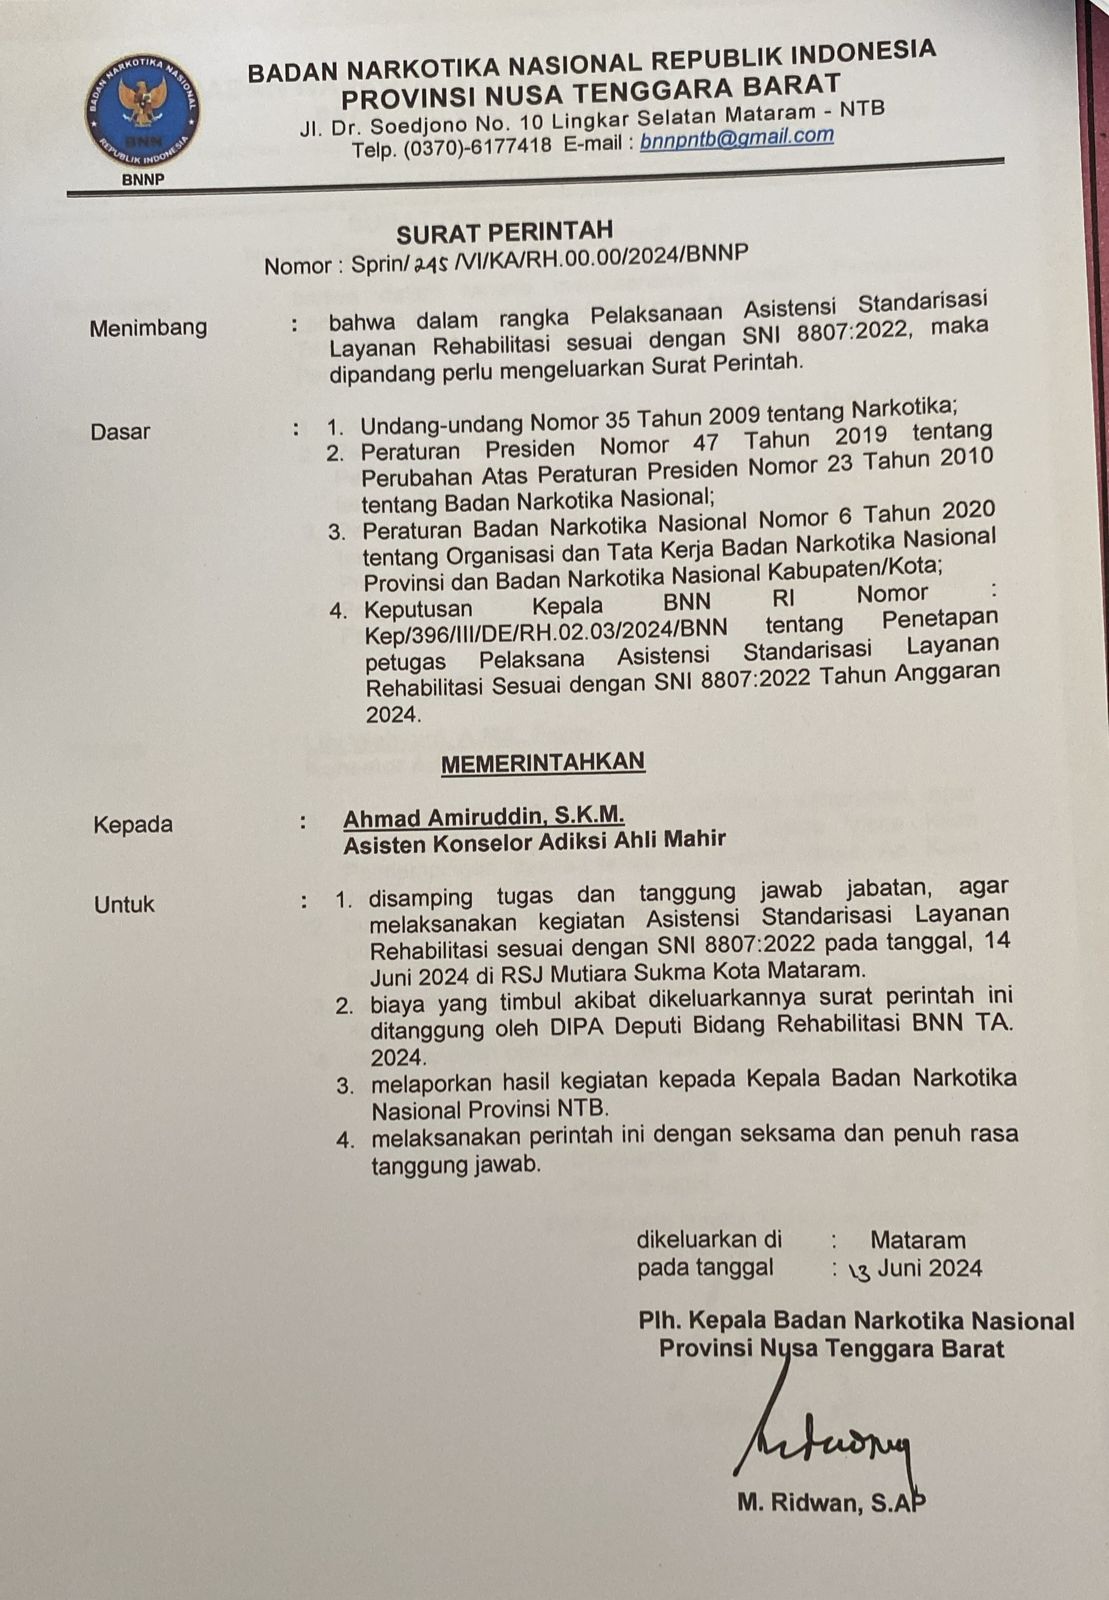 BADAN NARKOTIKA NASIONAL
BNN
REPUBLIK INDONESIA
BNNP
BADAN NARKOTIKA NASIONAL REPUBLIK INDONESIA
PROVINSI NUSA TENGGARA BARAT
Jl. Dr. Soedjono No. 10 Lingkar Selatan Mataram - NTB
Telp. (0370)-6177418 E-mail : bnnpntb@gmail.com
SURAT PERINTAH
Nomor : Sprin/ 245 /VI/KA/RH.00.00/2024/BNNP
Menimbang : bahwa dalam rangka Pelaksanaan Asistensi Standarisasi
Layanan Rehabilitasi sesuai dengan SNI 8807:2022, maka
dipandang perlu mengeluarkan Surat Perintah.
Dasar : 1. Undang-undang Nomor 35 Tahun 2009 tentang Narkotika;
2. Peraturan Presiden Nomor 47 Tahun 2019 tentang
Perubahan Atas Peraturan Presiden Nomor 23 Tahun 2010
tentang Badan Narkotika Nasional;
3. Peraturan Badan Narkotika Nasional Nomor 6 Tahun 2020
tentang Organisasi dan Tata Kerja Badan Narkotika Nasional
Provinsi dan Badan Narkotika Nasional Kabupaten/Kota;
4. Keputusan Kepala BNN RI Nomor :
Kep/396/III/DE/RH.02.03/2024/BNN tentang Penetapan
petugas Pelaksana Asistensi Standarisasi Layanan
Rehabilitasi Sesuai dengan SNI 8807:2022 Tahun Anggaran
2024.
MEMERINTAHKAN
Kepada : Ahmad Amiruddin, S.K.M.
Asisten Konselor Adiksi Ahli Mahir
Untuk : 1. disamping tugas dan tanggung jawab jabatan, agar
melaksanakan kegiatan Asistensi Standarisasi Layanan
Rehabilitasi sesuai dengan SNI 8807:2022 pada tanggal, 14
Juni 2024 di RSJ Mutiara Sukma Kota Mataram.
2. biaya yang timbul akibat dikeluarkannya surat perintah ini
ditanggung oleh DIPA Deputi Bidang Rehabilitasi BNN TA.
2024.
3. melaporkan hasil kegiatan kepada Kepala Badan Narkotika
Nasional Provinsi NTB.
4. melaksanakan perintah ini dengan seksama dan penuh rasa
tanggung jawab.
dikeluarkan di : Mataram
pada tanggal : 13 Juni 2024
Plh. Kepala Badan Narkotika Nasional
Provinsi Nusa Tenggara Barat
M. Ridwan, S.AP